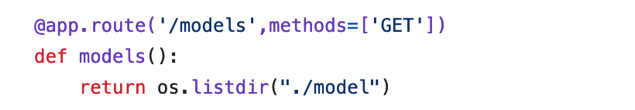 @app.route('/models',methods=['GET'])
def models():
    return os.listdir("./model")